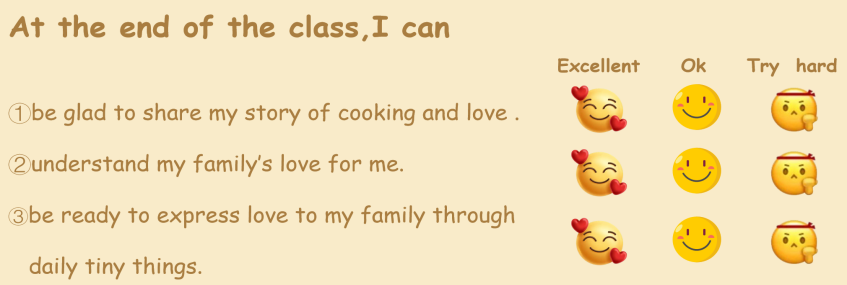 At the end of the class,I can
Excellent Ok Try hard
①be glad to share my story of cooking and love .
②understand my family’s love for me.
③be ready to express love to my family through
daily tiny things.